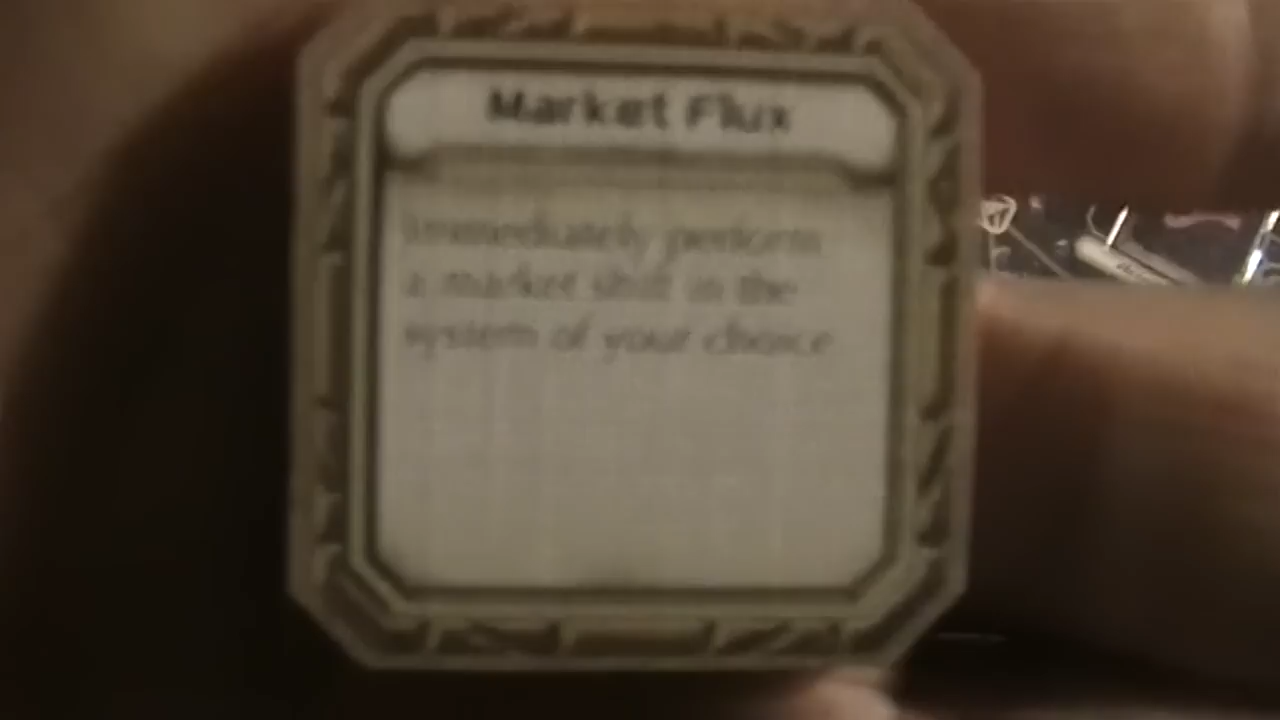 Market Flux
Immediately perform
a market shift in the
system of your choice